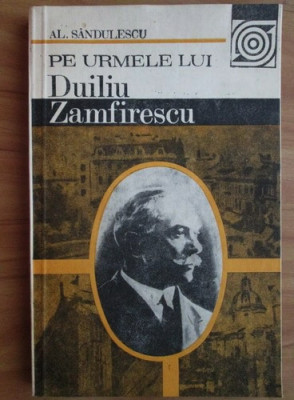 AL. SĂNDULESCU
PE URMELE LUI
Duiliu
Zamfirescu